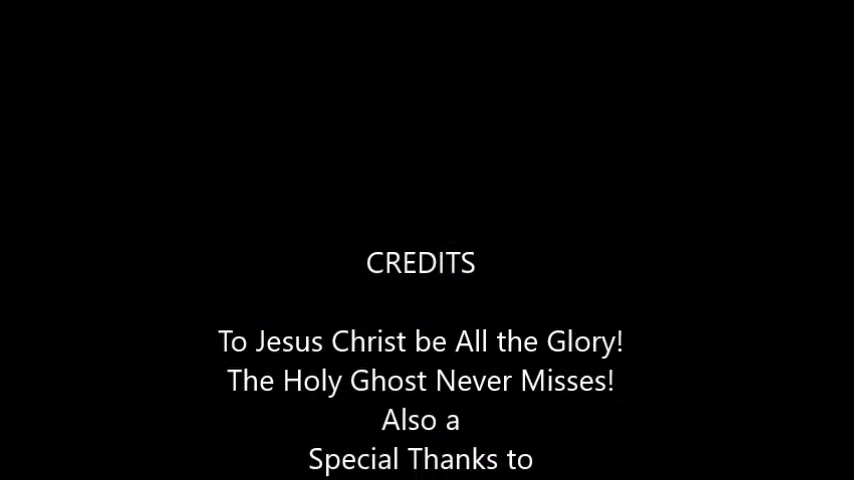 CREDITS
To Jesus Christ be All the Glory!
The Holy Ghost Never Misses!
Also a
Special Thanks to